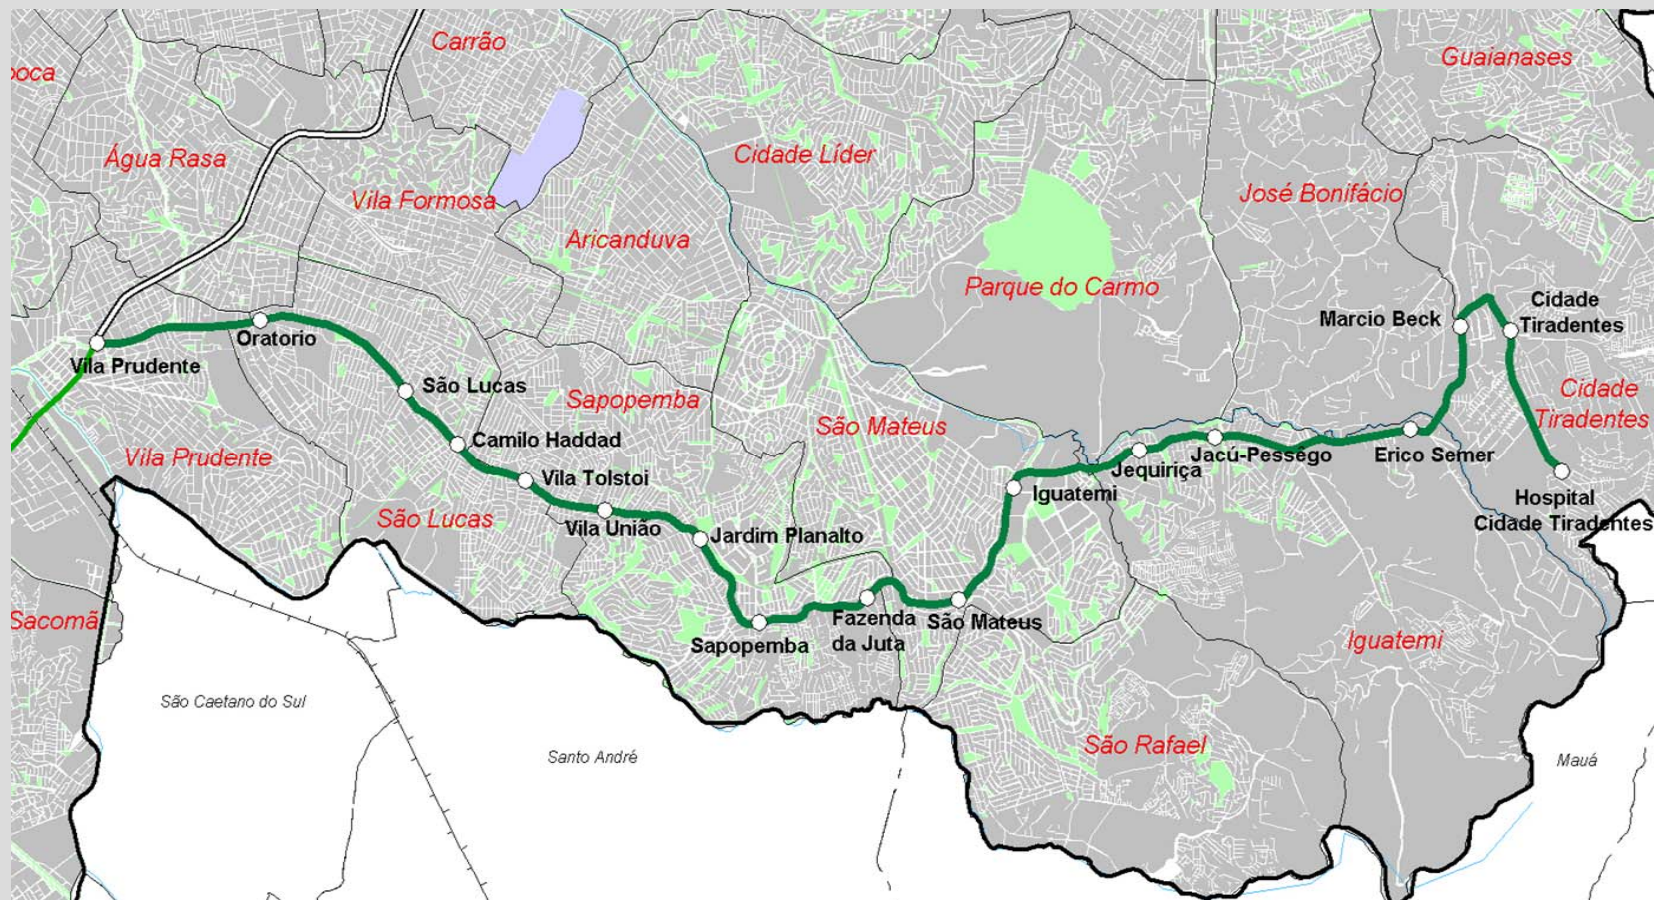 Carrão
Guaianases
ooca
Água Rasa
Cidade Líder
Vila Formosa
José Bonifácio
Aricanduva
Parque do Carmo
Cidade
Tiradentes
Marcio Beck
Oratorio
Vila Prudente
São Lucas
Sapopemba
Cidade
Tiradentes
São Mateus
Camilo Haddad
Vila Prudente
Jacú-Pessêgo
Erico Semer
Jequiriça
Vila Tolstoi
Iguatemi
Hospital
Cidade Tiradentes
São Lucas
Vila União
Jardim Planalto
Sacomã
Fazenda
da Juta
São Mateus
Sapopemba
Iguatemi
São Caetano do Sul
São Rafael
Santo André
Mauá